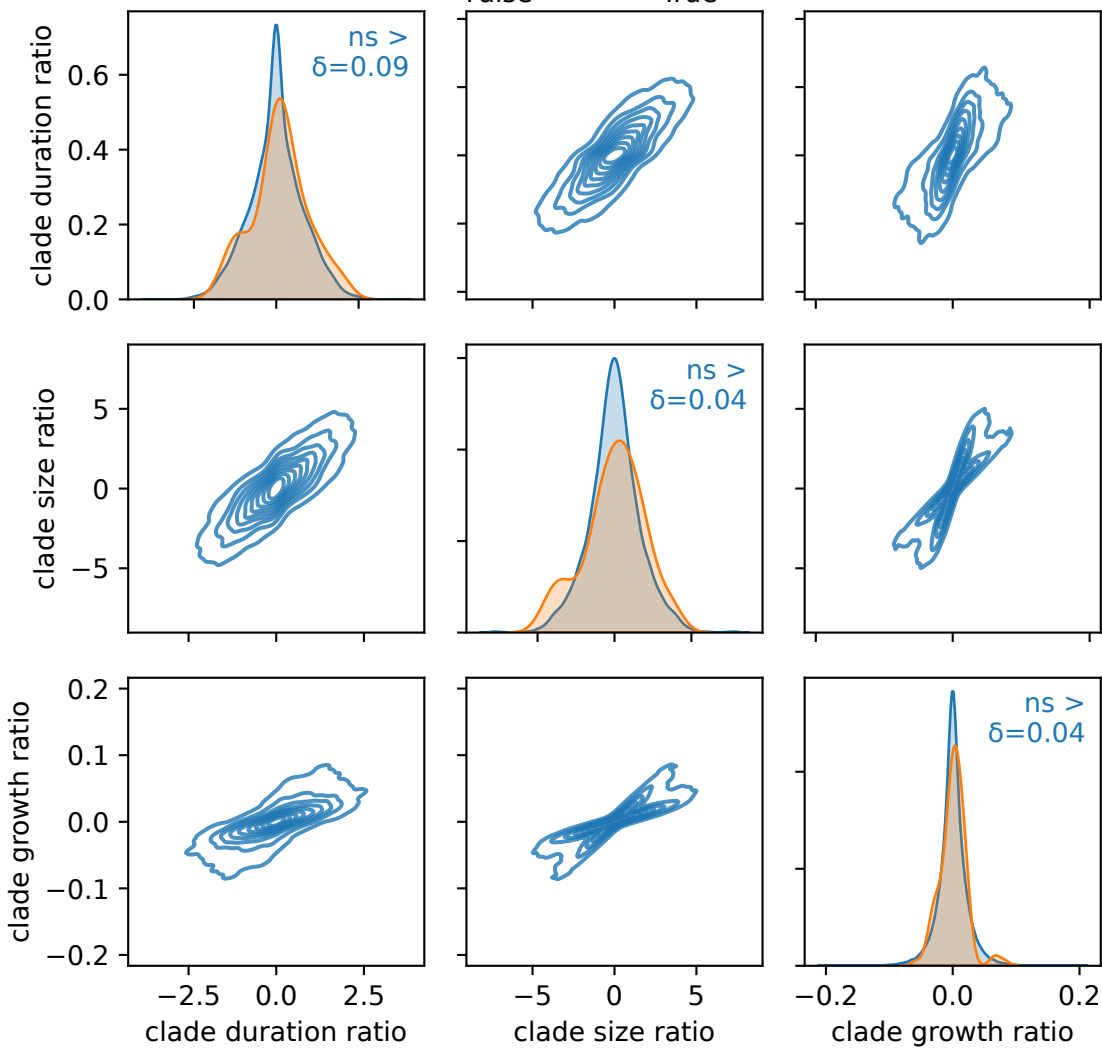 clade duration ratio
0.6
0.4
0.2
0.0
ns >
δ=0.09
clade size ratio
5
0
−5
ns >
δ=0.04
clade growth ratio
0.2
0.1
0.0
−0.1
−0.2
ns >
δ=0.04
−2.5 0.0 2.5
−5 0 5
−0.2 0.0 0.2
clade duration ratio
clade size ratio
clade growth ratio